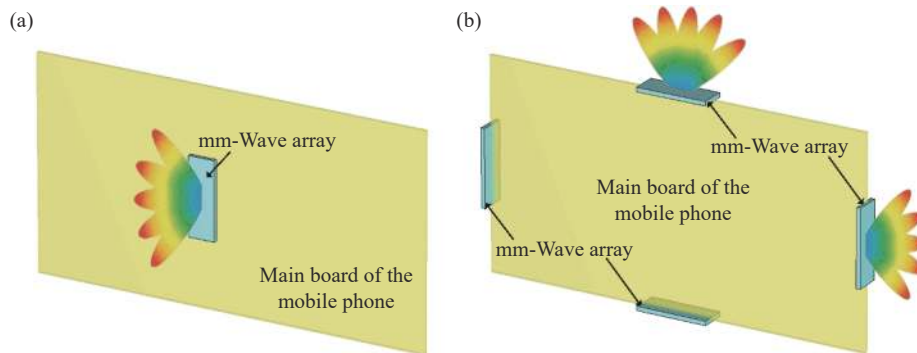 (a)
mm-Wave array
Main board of the
mobile phone
(b)
mm-Wave array
Main board of the
mobile phone
mm-Wave array